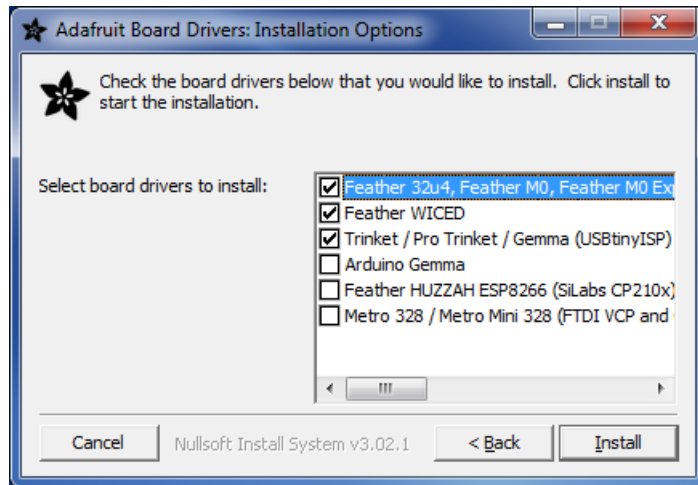 Adafruit Board Drivers: Installation Options
Check the board drivers below that you would like to install. Click install to
start the installation.
Select board drivers to install:
Feather 32u4, Feather M0, Feather M0 Ex
Feather WICED
Trinket / Pro Trinket / Gemma (USBtinyISP)
Arduino Gemma
Feather HUZZAH ESP8266 (SiLabs CP210x)
Metro 328 / Metro Mini 328 (FTDI VCP and
Cancel
Nullsoft Install System v3.02.1
< Back
Install